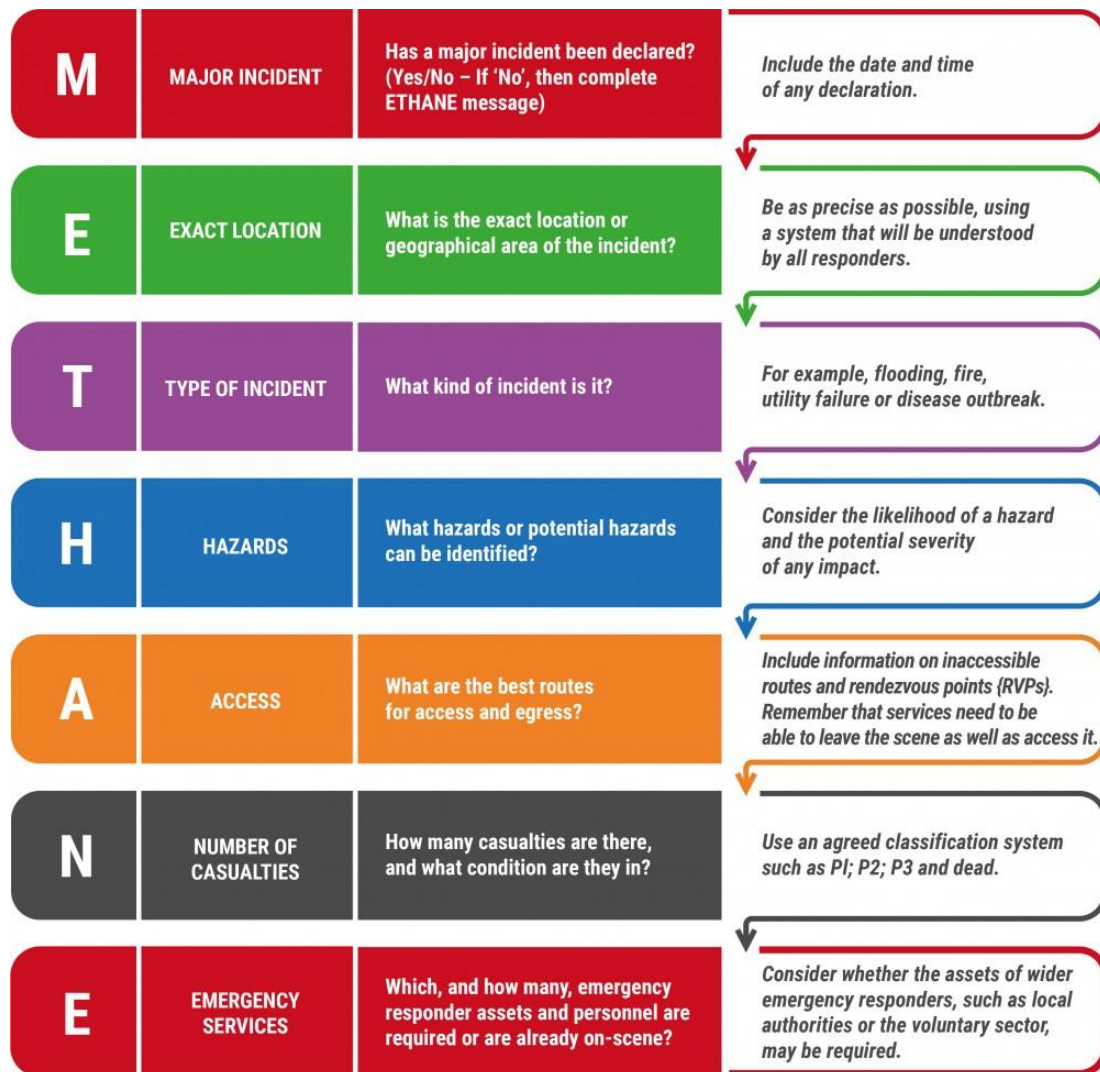 M
MAJOR INCIDENT
Has a major incident been declared?
(Yes/No – If ‘No’, then complete
ETHANE message)
Include the date and time
of any declaration.
E
EXACT LOCATION
What is the exact location or
geographical area of the incident?
Be as precise as possible, using
a system that will be understood
by all responders.
T
TYPE OF INCIDENT
What kind of incident is it?
For example, flooding, fire,
utility failure or disease outbreak.
H
HAZARDS
What hazards or potential hazards
can be identified?
Consider the likelihood of a hazard
and the potential severity
of any impact.
A
ACCESS
What are the best routes
for access and egress?
Include information on inaccessible
routes and rendezvous points {RVPs}.
Remember that services need to be
able to leave the scene as well as access it.
N
NUMBER OF
CASUALTIES
How many casualties are there,
and what condition are they in?
Use an agreed classification system
such as Pl; P2; P3 and dead.
E
EMERGENCY
SERVICES
Which, and how many, emergency
responder assets and personnel are
required or are already on-scene?
Consider whether the assets of wider
emergency responders, such as local
authorities or the voluntary sector,
may be required.